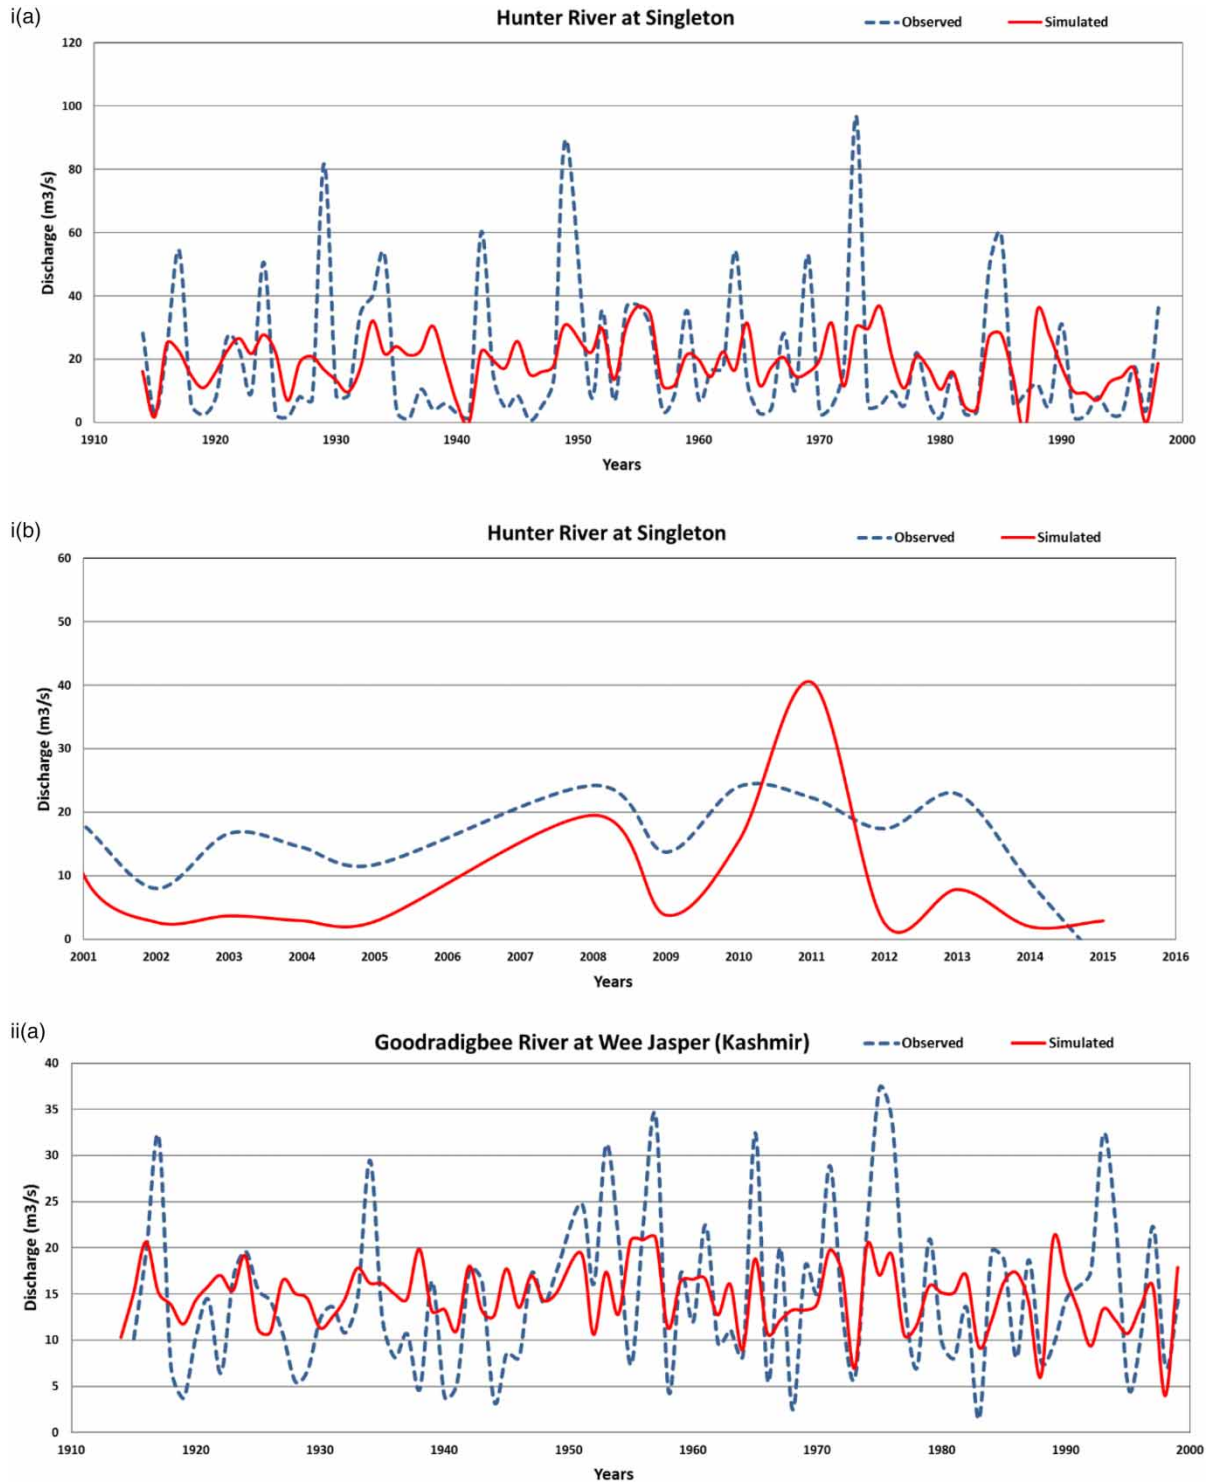 i(a)
Hunter River at Singleton
Observed Simulated
120
100
80
60
40
20
0
Discharge (m3/s)
1910 1920 1930 1940 1950 1960 1970 1980 1990 2000
Years
i(b)
Hunter River at Singleton
Observed Simulated
60
50
40
30
20
10
0
Discharge (m3/s)
2001 2002 2003 2004 2005 2006 2007 2008 2009 2010 2011 2012 2013 2014 2015 2016
Years
ii(a)
Goodradigbee River at Wee Jasper (Kashmir)
Observed Simulated
40
35
30
25
20
15
10
5
0
Discharge (m3/s)
1910 1920 1930 1940 1950 1960 1970 1980 1990 2000
Years